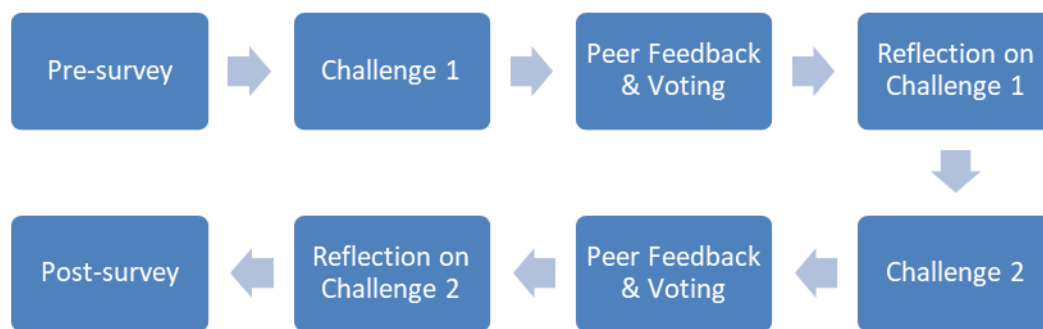 Pre-survey
Challenge 1
Peer Feedback
& Voting
Reflection on
Challenge 1
Challenge 2
Peer Feedback
& Voting
Reflection on
Challenge 2
Post-survey